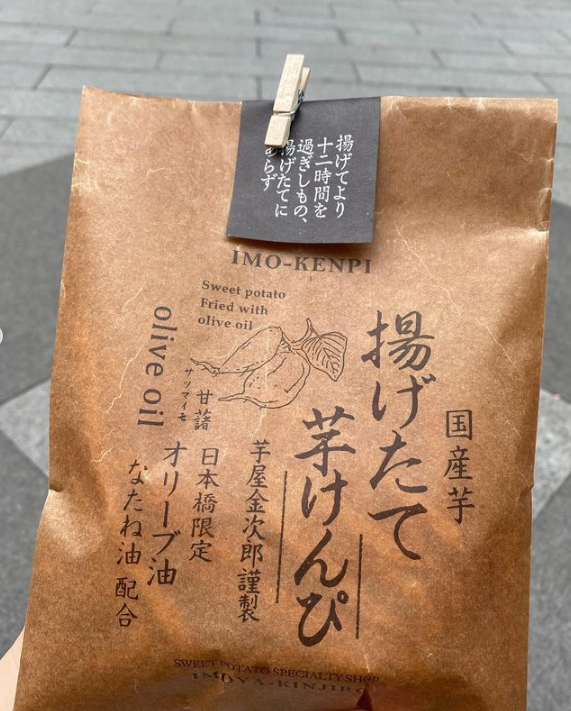 揚げてより
十二時間を
過ぎしもの、
揚げたてに
あらず
IMO-KENPI
Sweet potato
Fried with
olive oil
国産芋
揚げたて
芋けんぴ
芋屋金次郎謹製
甘藷
サツマイモ
日本橋限定
olive oil
オリーブ油
なたね油 配合
SWEET POTATO SPECIALTY SHOP
IMOYA-KINJIRO